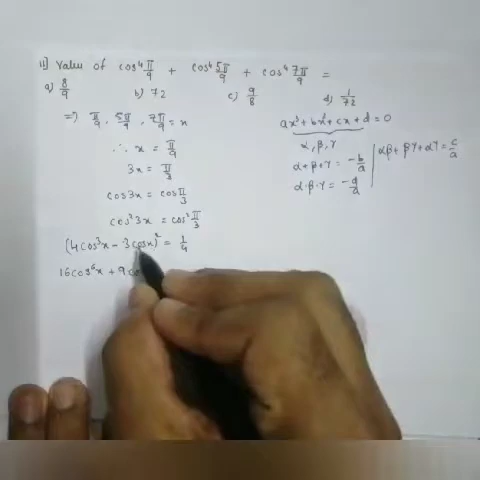 11) Value of cos⁴ π/9 + cos⁴ 5π/9 + cos⁴ 7π/9 =
a) 8/9 b) 72 c) 9/8 d) 1/72
=> π/9 , 5π/9 , 7π/9 = x
∴ x = π/9
3x = π/3
cos3x = cos π/3
cos²3x = cos² π/3
(4cos³x - 3cosx)² = 1/4
16cos⁶x + 9
ax³ + bx² + cx + d = 0
α, β, γ
α + β + γ = -b/a
α·β·γ = -d/a
αβ + βγ + αγ = c/a